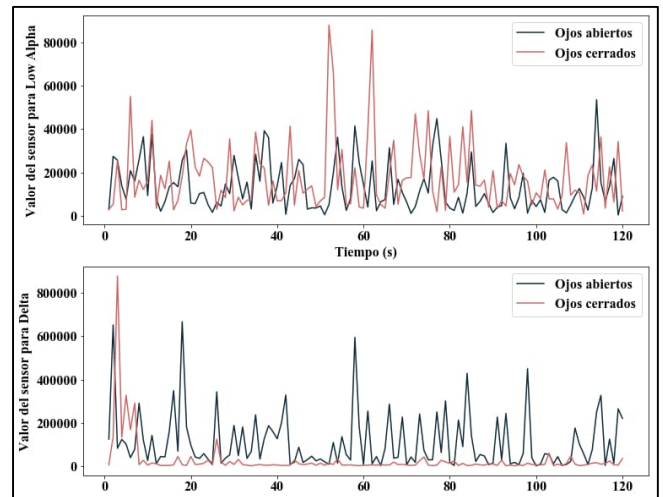 Valor del sensor para Low Alpha
80000
60000
40000
20000
0
Ojos abiertos
Ojos cerrados
0 20 40 60 80 100 120
Tiempo (s)
Valor del sensor para Delta
800000
600000
400000
200000
0
Ojos abiertos
Ojos cerrados
0 20 40 60 80 100 120